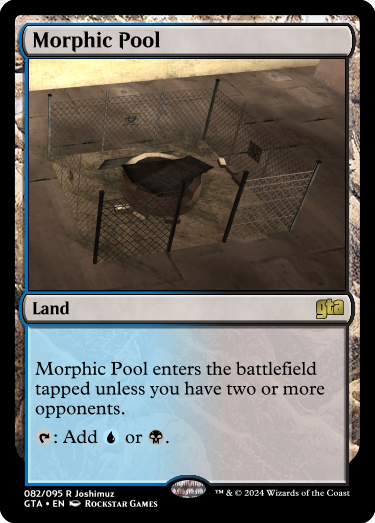 Morphic Pool
Land
gta
Morphic Pool enters the battlefield
tapped unless you have two or more
opponents.
: Add or .
082/095 R Joshimuz
GTA • EN Rockstar Games
™ & © 2024 Wizards of the Coast